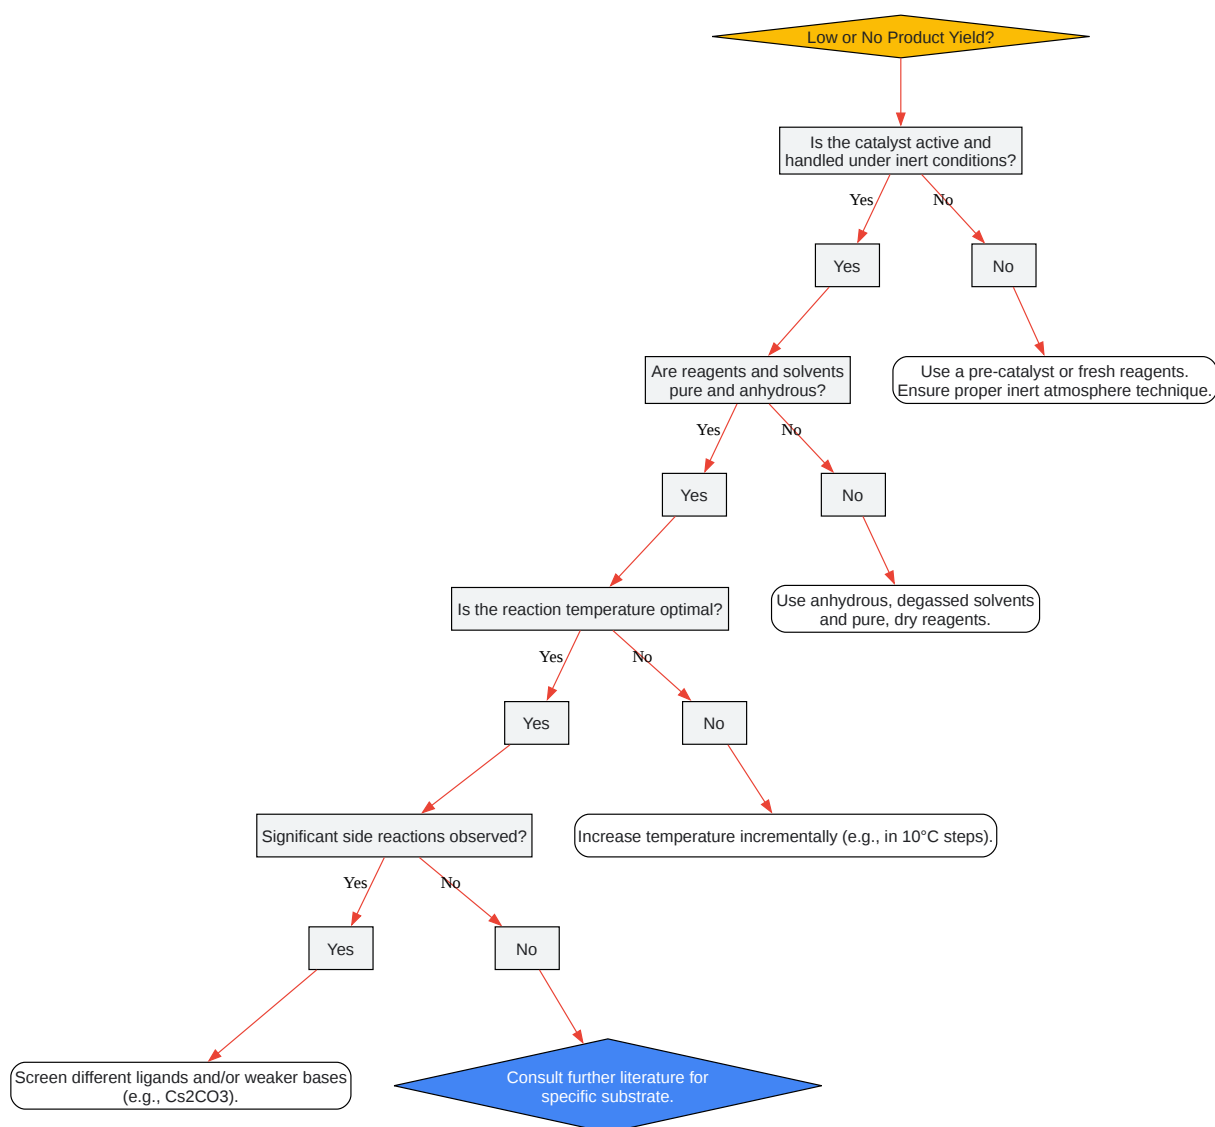 Low or No Product Yield?
Is the catalyst active and
handled under inert conditions?
Yes
No
Yes
No
Are reagents and solvents
pure and anhydrous?
Use a pre-catalyst or fresh reagents.
Ensure proper inert atmosphere technique.
Yes
No
Yes
No
Is the reaction temperature optimal?
Use anhydrous, degassed solvents
and pure, dry reagents.
Yes
No
Yes
No
Significant side reactions observed?
Increase temperature incrementally (e.g., in 10°C steps).
Yes
No
Yes
No
Screen different ligands and/or weaker bases
(e.g., Cs2CO3).
Consult further literature for
specific substrate.